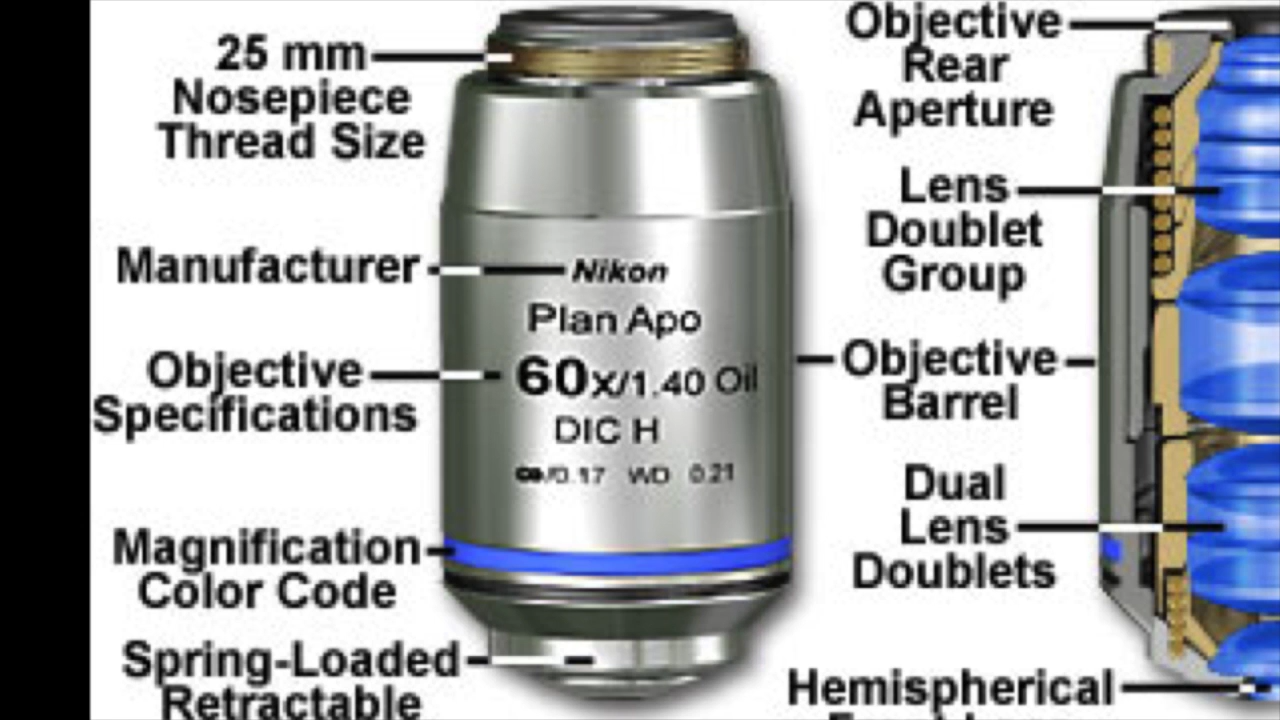 25 mm
Nosepiece
Thread Size
Manufacturer
Objective
Specifications
Magnification
Color Code
Spring-Loaded
Retractable
Nikon
Plan Apo
60x/1.40 Oil
DIC H
∞/0.17 WD 0.21
Objective
Rear
Aperture
Lens
Doublet
Group
Objective
Barrel
Dual
Lens
Doublets
Hemispherical